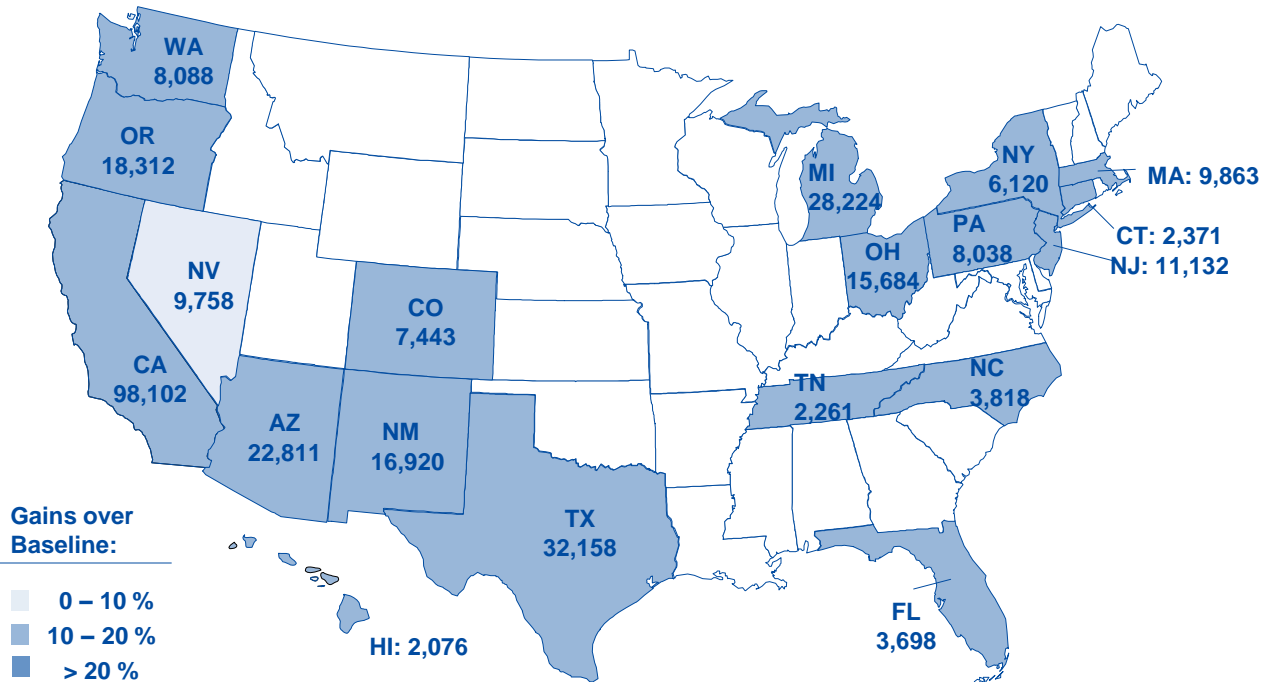 WA
8,088
OR
18,312
NV
9,758
CA
98,102
CO
7,443
AZ
22,811
NM
16,920
TX
32,158
MI
28,224
OH
15,684
NY
6,120
PA
8,038
MA: 9,863
CT: 2,371
NJ: 11,132
TN
2,261
NC
3,818
FL
3,698
HI: 2,076
Gains over
Baseline:
0 – 10 %
10 – 20 %
> 20 %